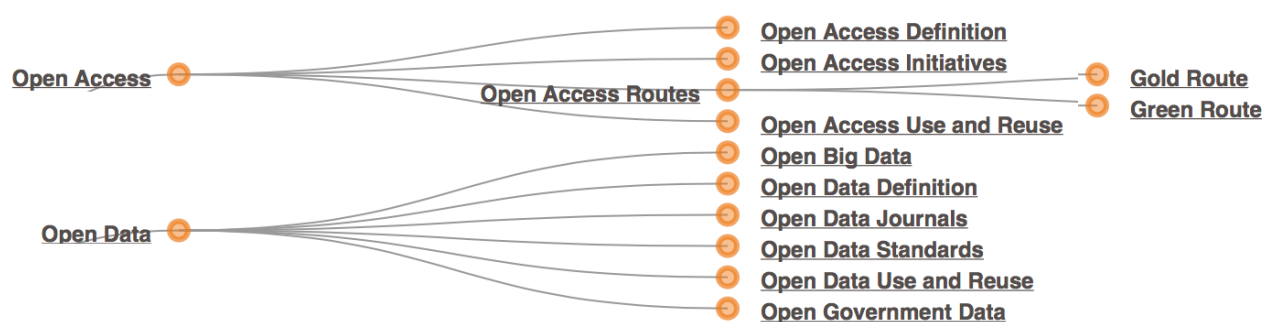 Open Access
Open Access Definition
Open Access Initiatives
Open Access Routes
Gold Route
Green Route
Open Access Use and Reuse
Open Data
Open Big Data
Open Data Definition
Open Data Journals
Open Data Standards
Open Data Use and Reuse
Open Government Data